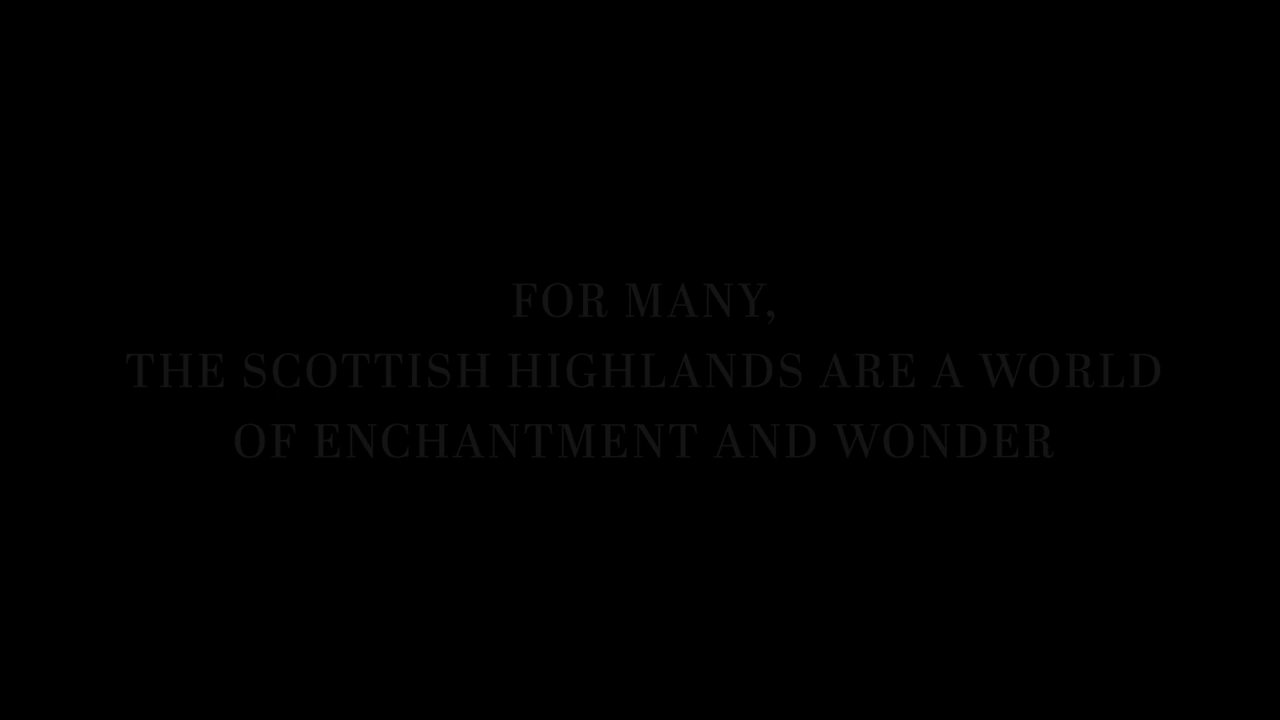 FOR MANY,
THE SCOTTISH HIGHLANDS ARE A WORLD
OF ENCHANTMENT AND WONDER